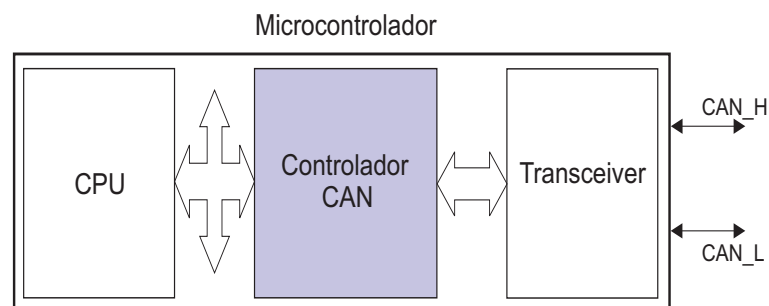 Microcontrolador
CPU
Controlador
CAN
Transceiver
CAN_H
CAN_L